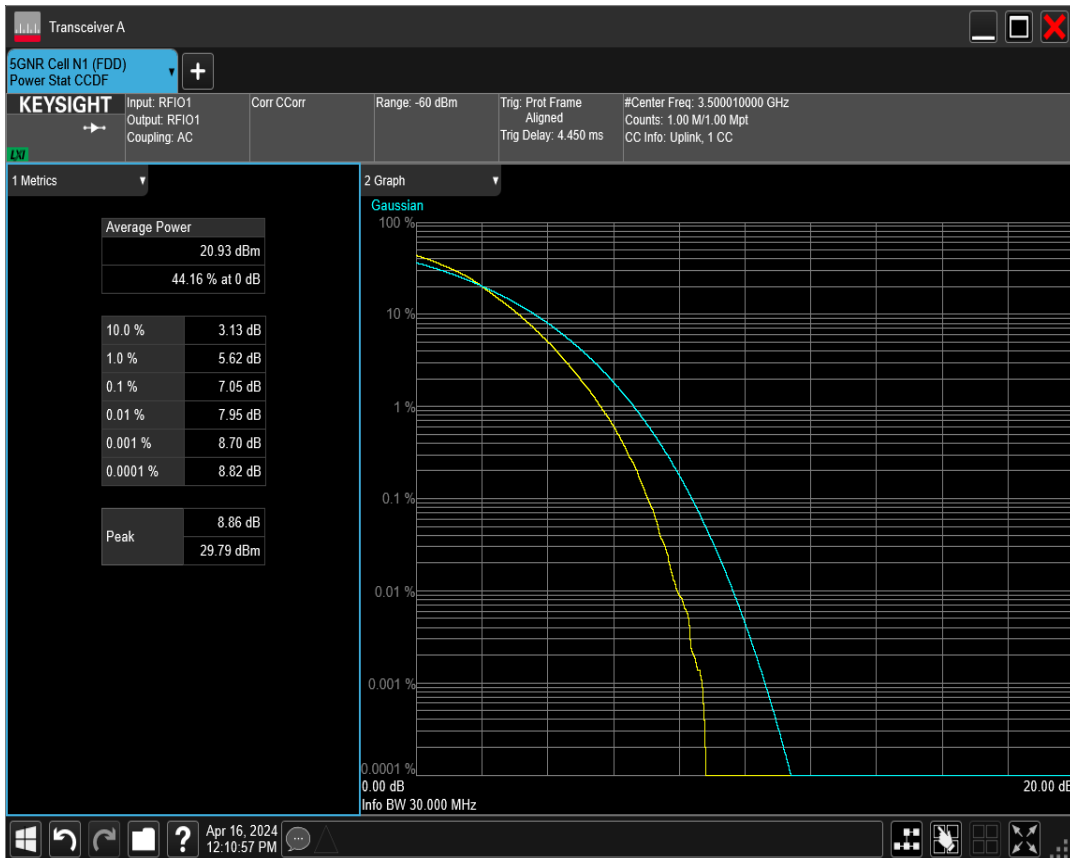 Transceiver A
5GNR Cell N1 (FDD)
Power Stat CCDF
+
KEYSIGHT
LXI
Input: RFIO1
Output: RFIO1
Coupling: AC
Corr CCorr
Range: -60 dBm
Trig: Prot Frame
Aligned
Trig Delay: 4.450 ms
#Center Freq: 3.500010000 GHz
Counts: 1.00 M/1.00 Mpt
CC Info: Uplink, 1 CC
1 Metrics
Average Power
20.93 dBm
44.16 % at 0 dB
10.0 % 3.13 dB
1.0 % 5.62 dB
0.1 % 7.05 dB
0.01 % 7.95 dB
0.001 % 8.70 dB
0.0001 % 8.82 dB
Peak
8.86 dB
29.79 dBm
2 Graph
Gaussian
100 %
10 %
1 %
0.1 %
0.01 %
0.001 %
0.0001 %
0.00 dB 20.00 dB
Info BW 30.000 MHz
?
Apr 16, 2024
12:10:57 PM